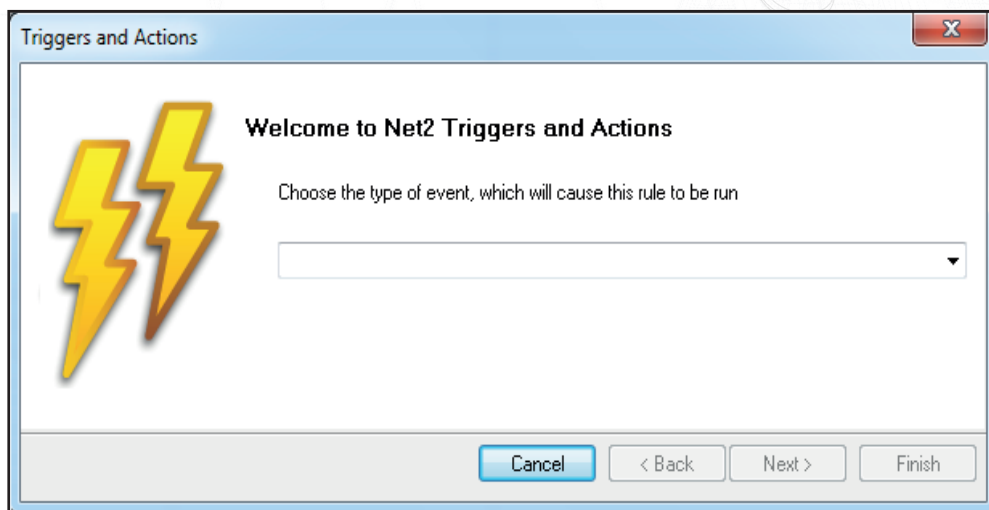 Triggers and Actions
Welcome to Net2 Triggers and Actions
Choose the type of event, which will cause this rule to be run
Cancel
< Back
Next >
Finish